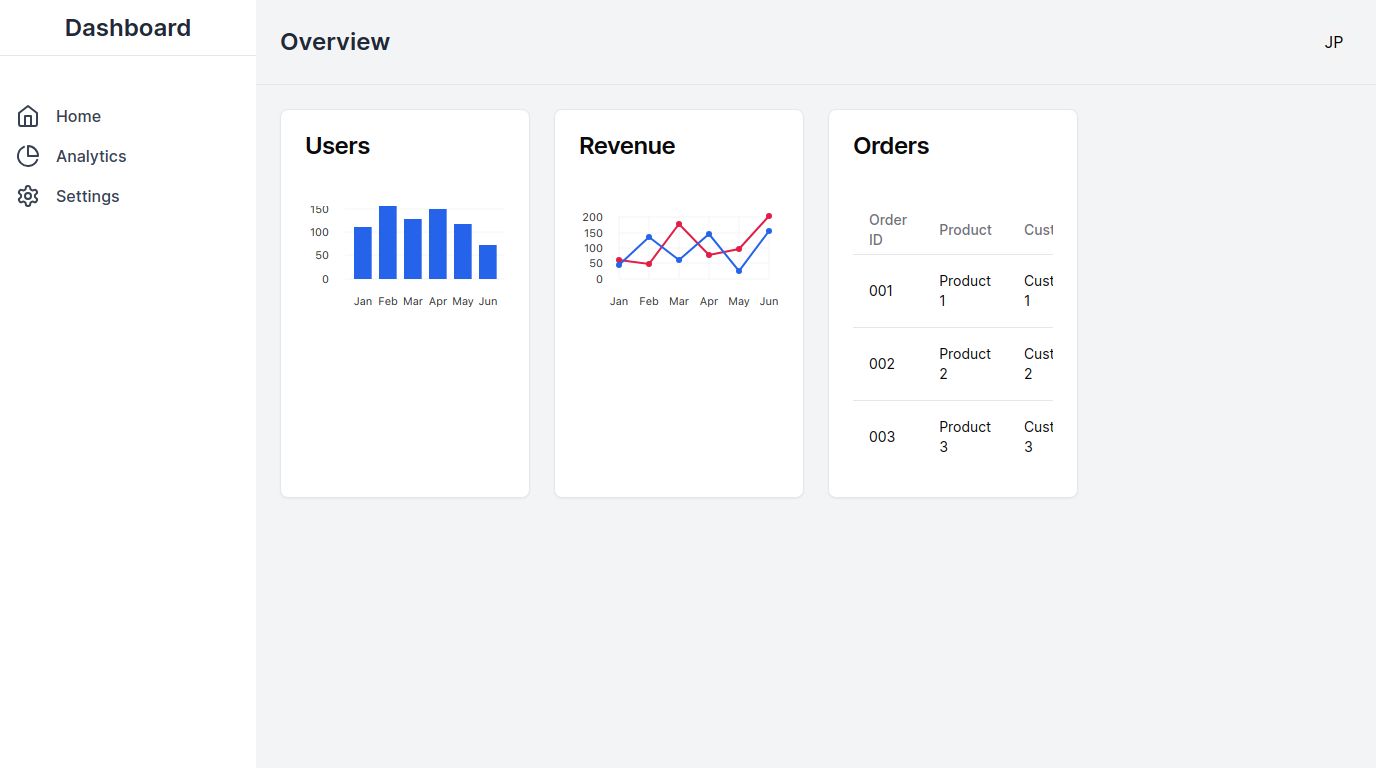 Dashboard
Overview
JP
Home
Analytics
Settings
Users
150
100
50
0
Jan Feb Mar Apr May Jun
Revenue
200
150
100
50
0
Jan Feb Mar Apr May Jun
Orders
Order
ID
Product
Cust
001
Product
1
Cust
1
002
Product
2
Cust
2
003
Product
3
Cust
3